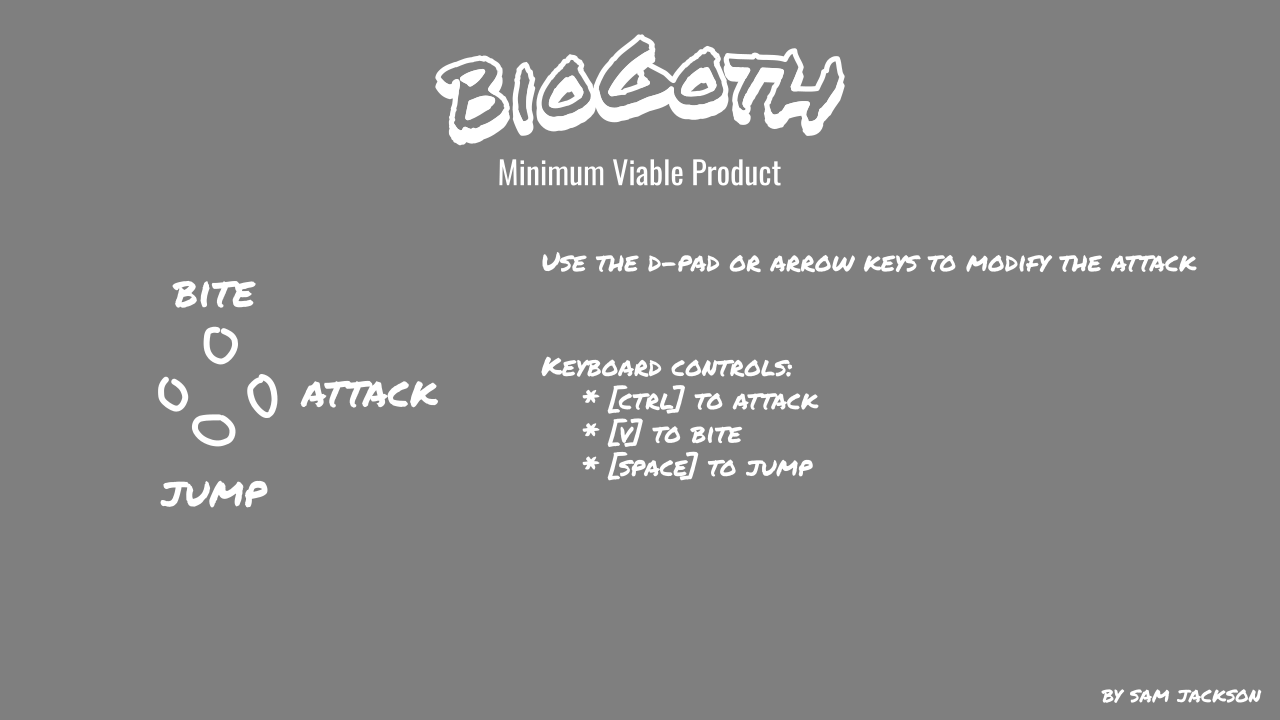 BioGoth
Minimum Viable Product
Use the d-pad or arrow keys to modify the attack
BITE
ATTACK
JUMP
Keyboard controls:
* [ctrl] to attack
* [v] to bite
* [space] to jump
by Sam Jackson